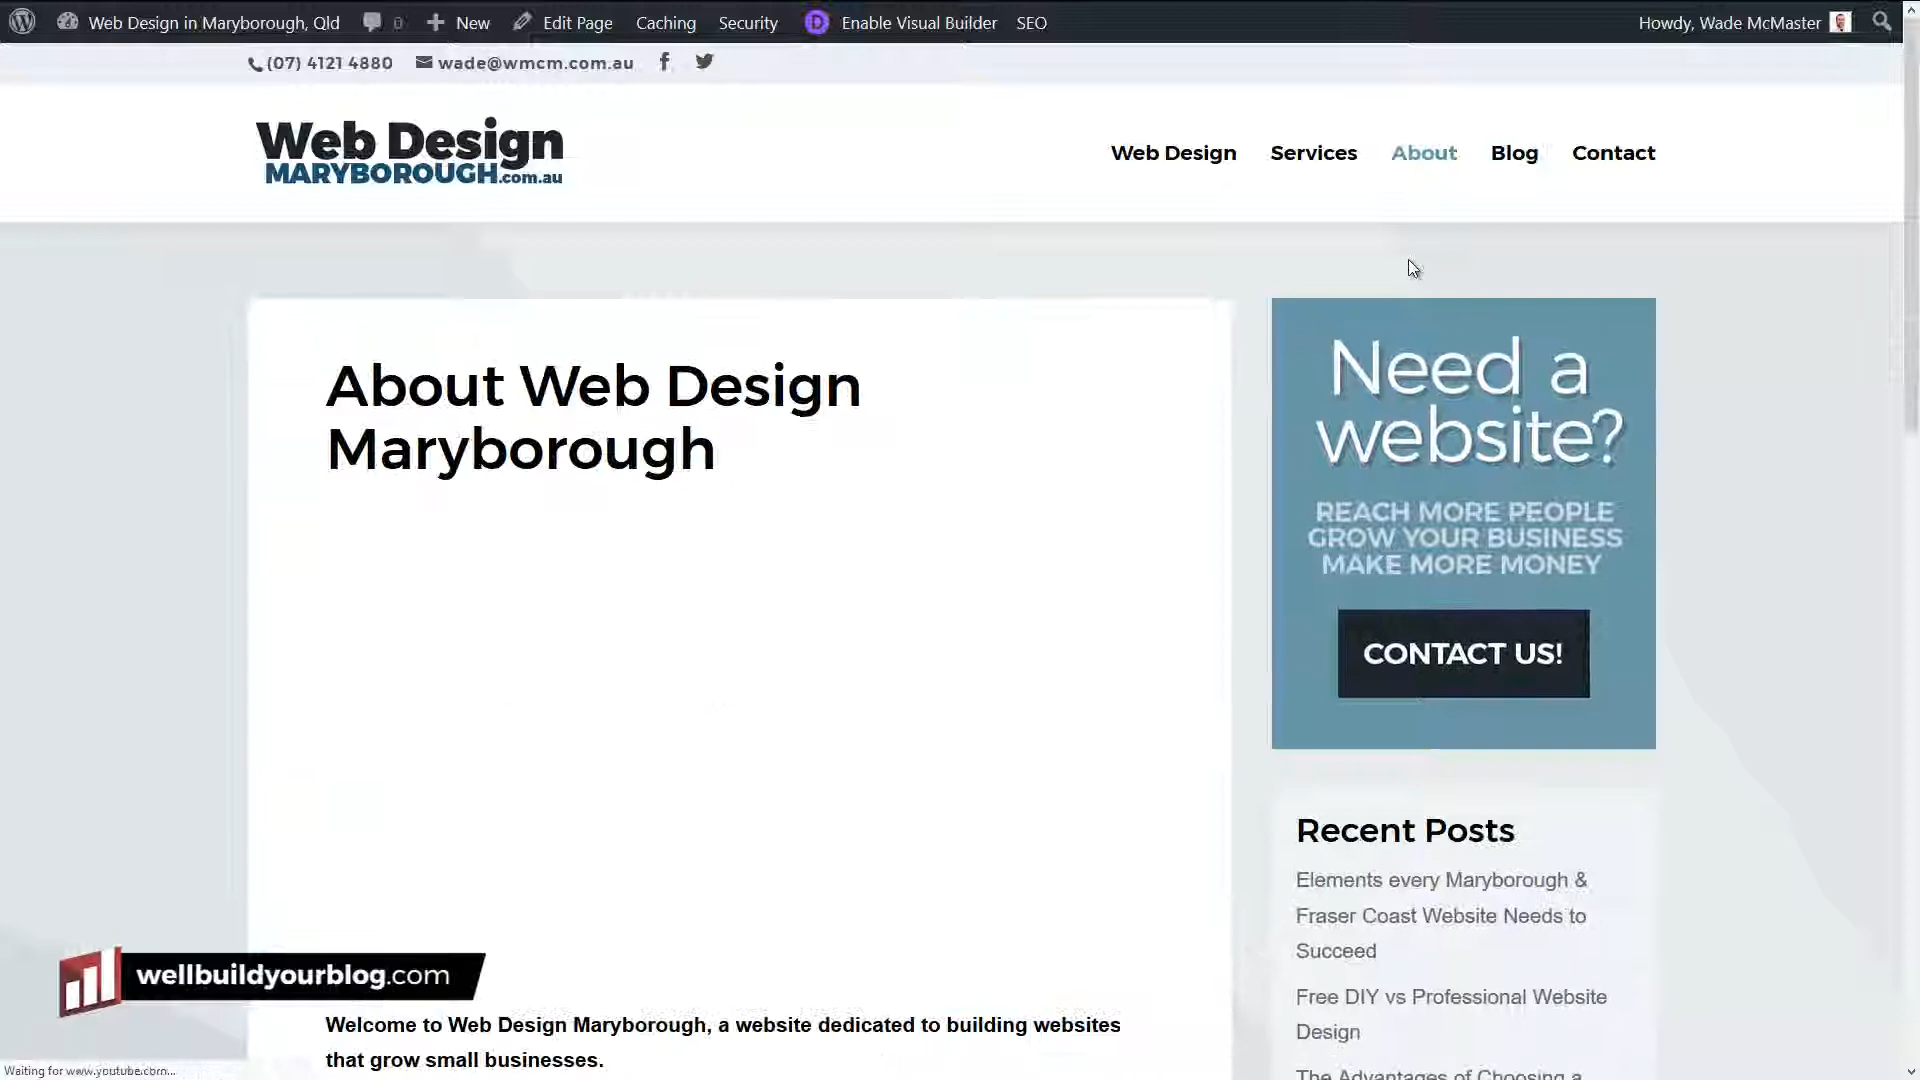 Web Design in Maryborough, Qld 0 New Edit Page Caching Security Enable Visual Builder SEO Howdy, Wade McMaster
(07) 4121 4880 wade@wmcm.com.au
Web Design
MARYBOROUGH.com.au
Web Design Services About Blog Contact
About Web Design
Maryborough
Need a
website?
REACH MORE PEOPLE
GROW YOUR BUSINESS
MAKE MORE MONEY
CONTACT US!
Recent Posts
Elements every Maryborough &
Fraser Coast Website Needs to
Succeed
Free DIY vs Professional Website
Design
The Advantages of Choosing a
wellbuildyourblog.com
Welcome to Web Design Maryborough, a website dedicated to building websites
that grow small businesses.
Waiting for www.youtube.com...